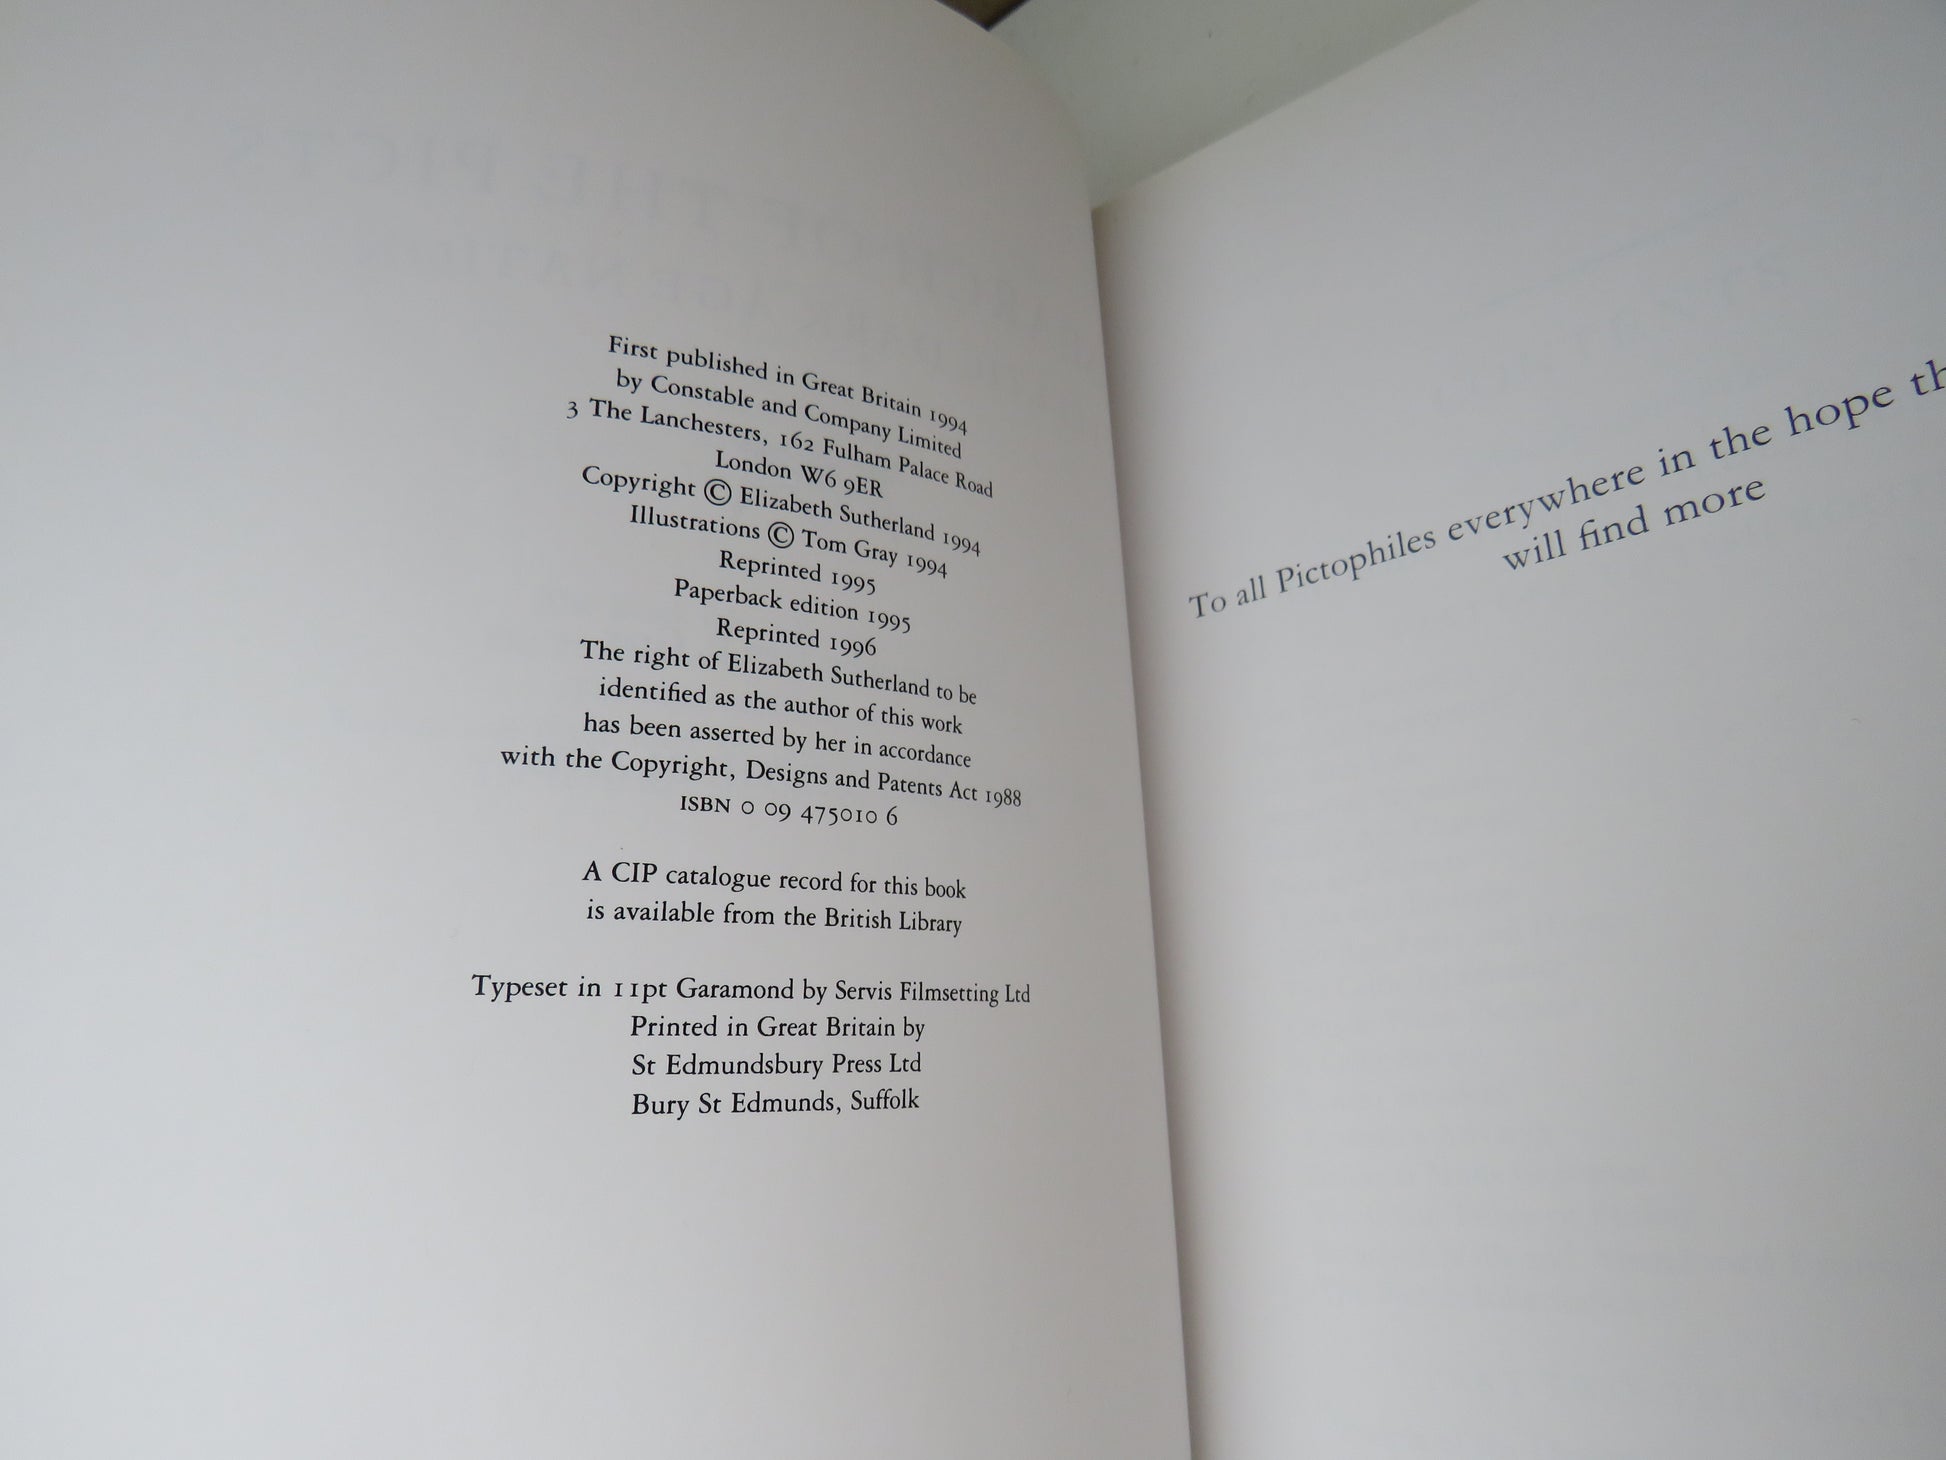 First published in Great Britain 1994
by Constable and Company Limited
3 The Lanchesters, 162 Fulham Palace Road
London W6 9ER
Copyright © Elizabeth Sutherland 1994
Illustrations © Tom Gray 1994
Reprinted 1995
Paperback edition 1995
Reprinted 1996
The right of Elizabeth Sutherland to be
identified as the author of this work
has been asserted by her in accordance
with the Copyright, Designs and Patents Act 1988
ISBN 0 09 475010 6
A CIP catalogue record for this book
is available from the British Library
Typeset in 11pt Garamond by Servis Filmsetting Ltd
Printed in Great Britain by
St Edmundsbury Press Ltd
Bury St Edmunds, Suffolk
To all Pictophiles everywhere in the hope th
will find more